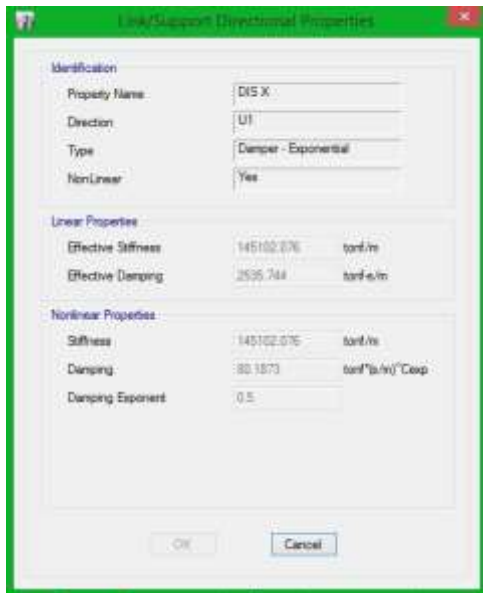 Link/Support Directional Properties
Identification
Property Name DIS X
Direction U1
Type Damper - Exponential
NonLinear Yes
Linear Properties
Effective Stiffness 145102.076 tonf/m
Effective Damping 2535.744 tonf-s/m
Nonlinear Properties
Stiffness 145102.076 tonf/m
Damping 80.1873 tonf*(s/m)^Cexp
Damping Exponent 0.5
OK Cancel